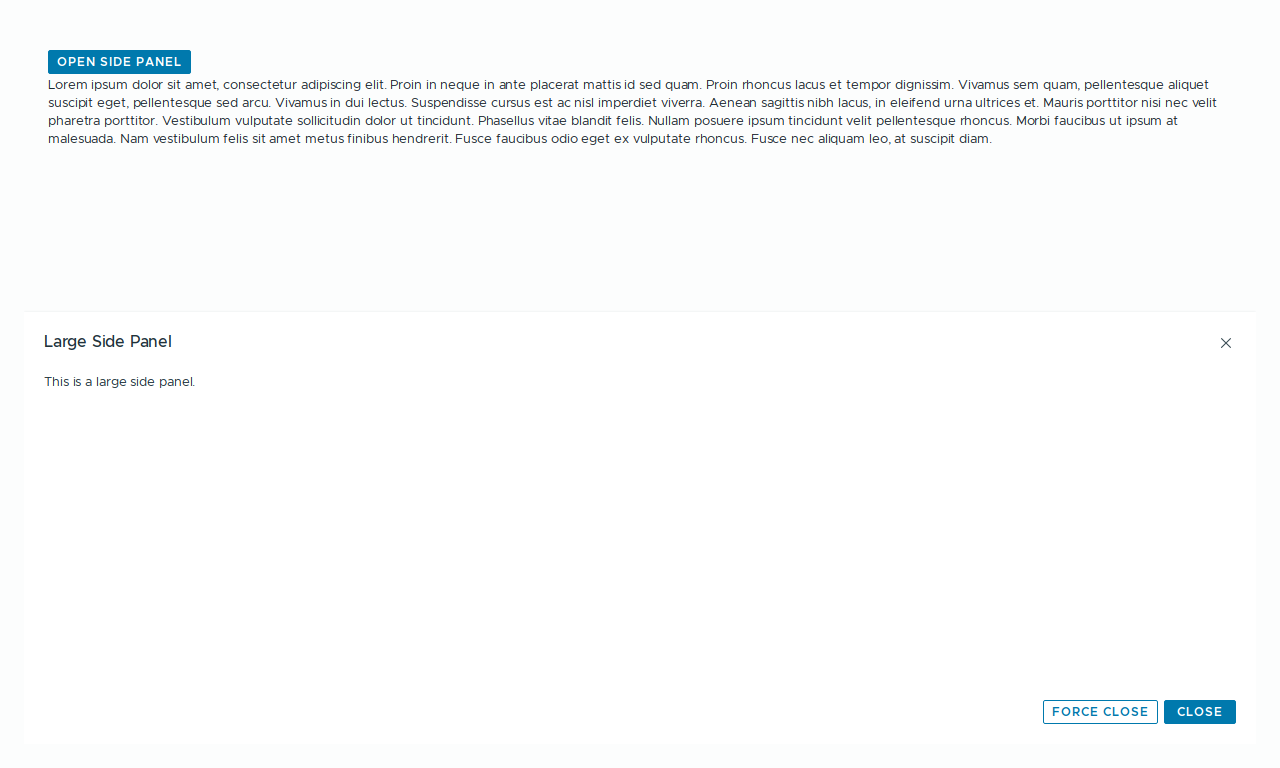 OPEN SIDE PANEL
Lorem ipsum dolor sit amet, consectetur adipiscing elit. Proin in neque in ante placerat mattis id sed quam. Proin rhoncus lacus et tempor dignissim. Vivamus sem quam, pellentesque aliquet
suscipit eget, pellentesque sed arcu. Vivamus in dui lectus. Suspendisse cursus est ac nisl imperdiet viverra. Aenean sagittis nibh lacus, in eleifend urna ultrices et. Mauris porttitor nisi nec velit
pharetra porttitor. Vestibulum vulputate sollicitudin dolor ut tincidunt. Phasellus vitae blandit felis. Nullam posuere ipsum tincidunt velit pellentesque rhoncus. Morbi faucibus ut ipsum at
malesuada. Nam vestibulum felis sit amet metus finibus hendrerit. Fusce faucibus odio eget ex vulputate rhoncus. Fusce nec aliquam leo, at suscipit diam.
Large Side Panel
This is a large side panel.
FORCE CLOSE
CLOSE